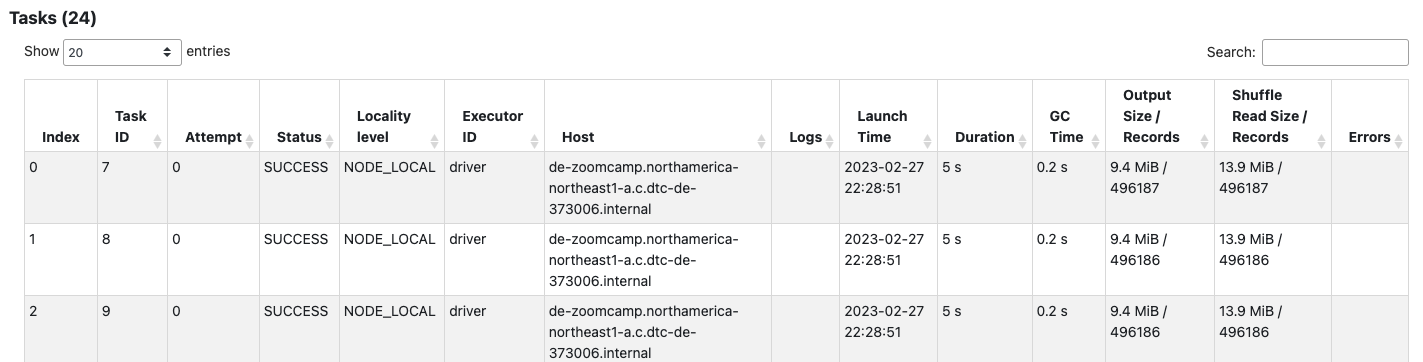 Tasks (24)
Show 20 entries Search:
Index Task ID Attempt Status Locality level Executor ID Host Logs Launch Time Duration GC Time Output Size / Records Shuffle Read Size / Records Errors
0 7 0 SUCCESS NODE_LOCAL driver de-zoomcamp.northamerica- 2023-02-27 5 s 0.2 s 9.4 MiB / 13.9 MiB /
northeast1-a.c.dtc-de- 22:28:51 496187 496187
373006.internal
1 8 0 SUCCESS NODE_LOCAL driver de-zoomcamp.northamerica- 2023-02-27 5 s 0.2 s 9.4 MiB / 13.9 MiB /
northeast1-a.c.dtc-de- 22:28:51 496186 496186
373006.internal
2 9 0 SUCCESS NODE_LOCAL driver de-zoomcamp.northamerica- 2023-02-27 5 s 0.2 s 9.4 MiB / 13.9 MiB /
northeast1-a.c.dtc-de- 22:28:51 496186 496186
373006.internal